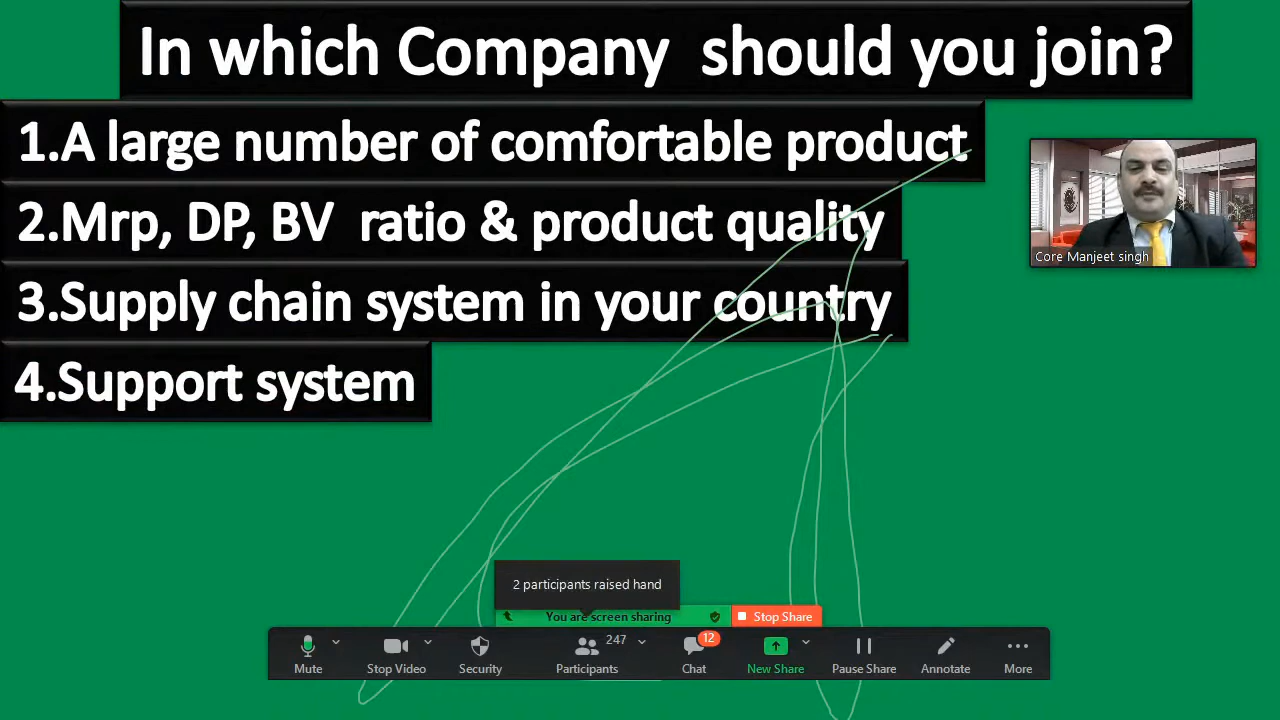 In which Company should you join?
1.A large number of comfortable product
2.Mrp, DP, BV ratio & product quality
3.Supply chain system in your country
4.Support system
Core Manjeet singh
2 participants raised hand
You are screen sharing
Stop Share
247
12
Mute
Stop Video
Security
Participants
Chat
New Share
Pause Share
Annotate
More